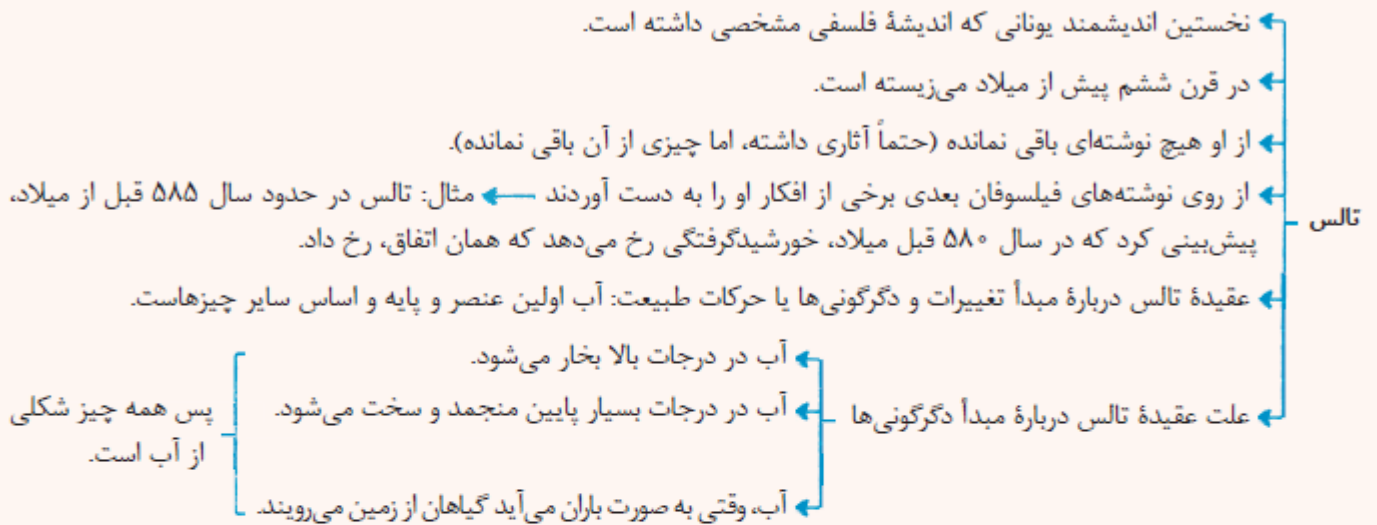 تالس
نخستین اندیشمند یونانی که اندیشهٔ فلسفی مشخصی داشته است.
در قرن ششم پیش از میلاد می‌زیسته است.
از او هیچ نوشته‌ای باقی نمانده (حتماً آثاری داشته، اما چیزی از آن باقی نمانده).
از روی نوشته‌های فیلسوفان بعدی برخی از افکار او را به دست آوردند ← مثال: تالس در حدود سال ۵۸۵ قبل از میلاد،
پیش‌بینی کرد که در سال ۵۸۰ قبل میلاد، خورشیدگرفتگی رخ می‌دهد که همان اتفاق، رخ داد.
عقیدهٔ تالس دربارهٔ مبدأ تغییرات و دگرگونی‌ها یا حرکات طبیعت: آب اولین عنصر و پایه و اساس سایر چیزهاست.
علت عقیدهٔ تالس دربارهٔ مبدأ دگرگونی‌ها
آب در درجات بالا بخار می‌شود.
آب در درجات بسیار پایین منجمد و سخت می‌شود.
آب، وقتی به صورت باران می‌آید گیاهان از زمین می‌رویند.
پس همه چیز شکلی
از آب است.